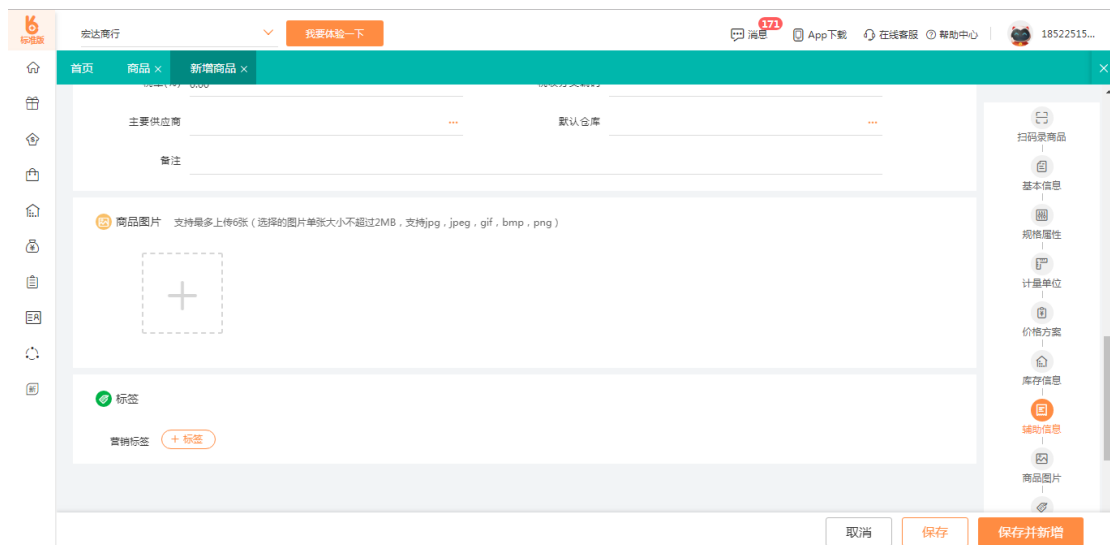 标准版
宏达商行
我要体验一下
171
消息
App下载
在线客服
帮助中心
18522515...
首页
商品 ×
新增商品 ×
0.00
主要供应商
默认仓库
备注
商品图片 支持最多上传6张（选择的图片单张大小不超过2MB，支持jpg，jpeg，gif，bmp，png）
标签
营销标签
+ 标签
扫码录商品
基本信息
规格属性
计量单位
价格方案
库存信息
辅助信息
商品图片
取消
保存
保存并新增